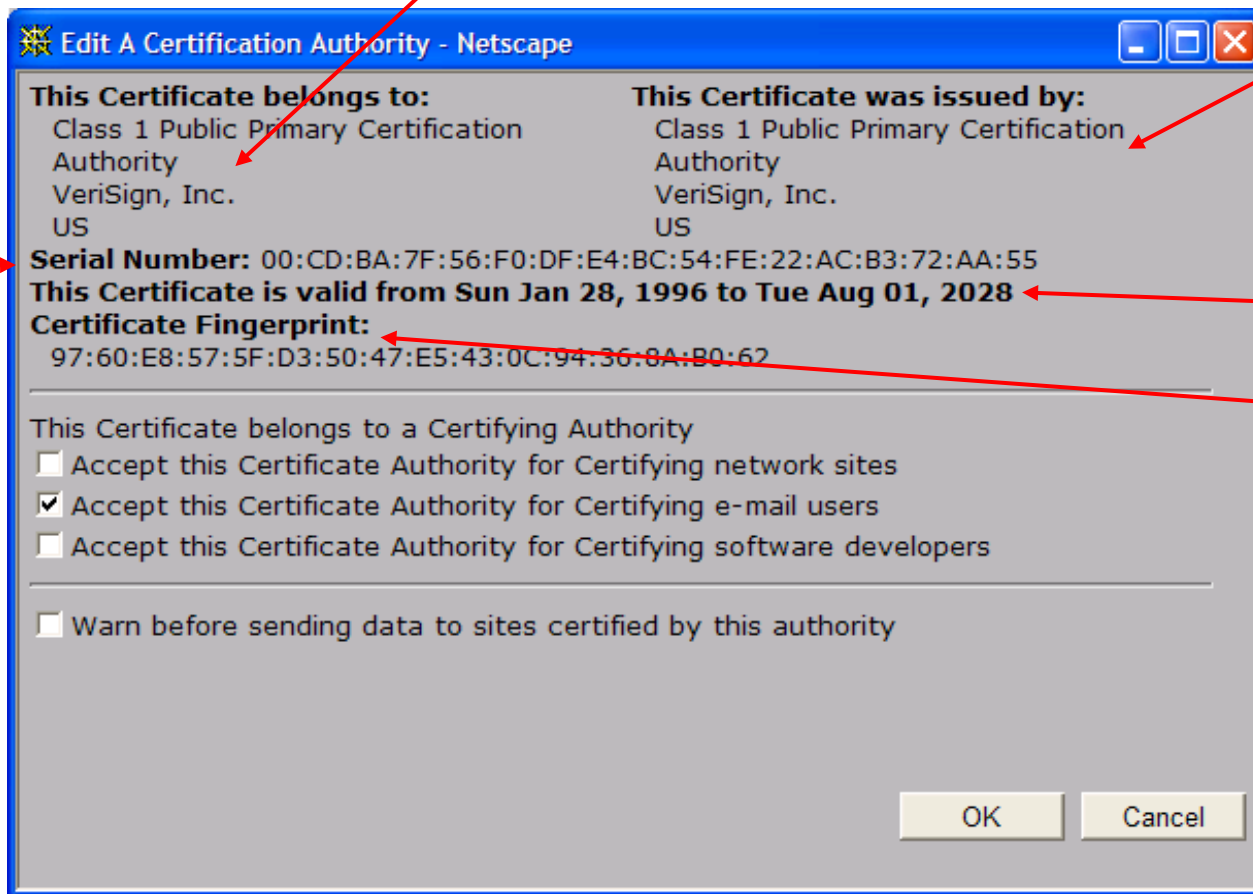 Edit A Certification Authority - Netscape
This Certificate belongs to:
Class 1 Public Primary Certification
Authority
VeriSign, Inc.
US
This Certificate was issued by:
Class 1 Public Primary Certification
Authority
VeriSign, Inc.
US
Serial Number: 00:CD:BA:7F:56:F0:DF:E4:BC:54:FE:22:AC:B3:72:AA:55
This Certificate is valid from Sun Jan 28, 1996 to Tue Aug 01, 2028
Certificate Fingerprint:
97:60:E8:57:5F:D3:50:47:E5:43:0C:94:36:8A:B0:62
This Certificate belongs to a Certifying Authority
Accept this Certificate Authority for Certifying network sites
Accept this Certificate Authority for Certifying e-mail users
Accept this Certificate Authority for Certifying software developers
Warn before sending data to sites certified by this authority
OK
Cancel